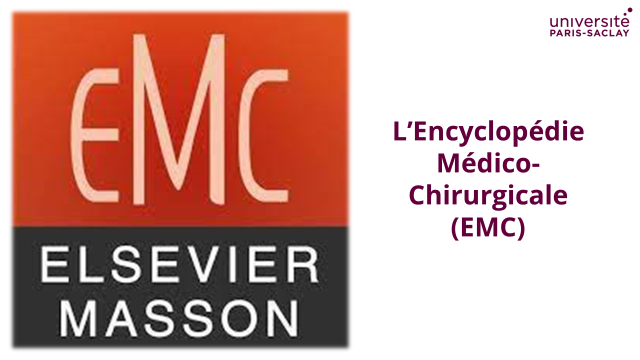 EMC
ELSEVIER
MASSON
université
PARIS-SACLAY
L’Encyclopédie
Médico-
Chirurgicale
(EMC)